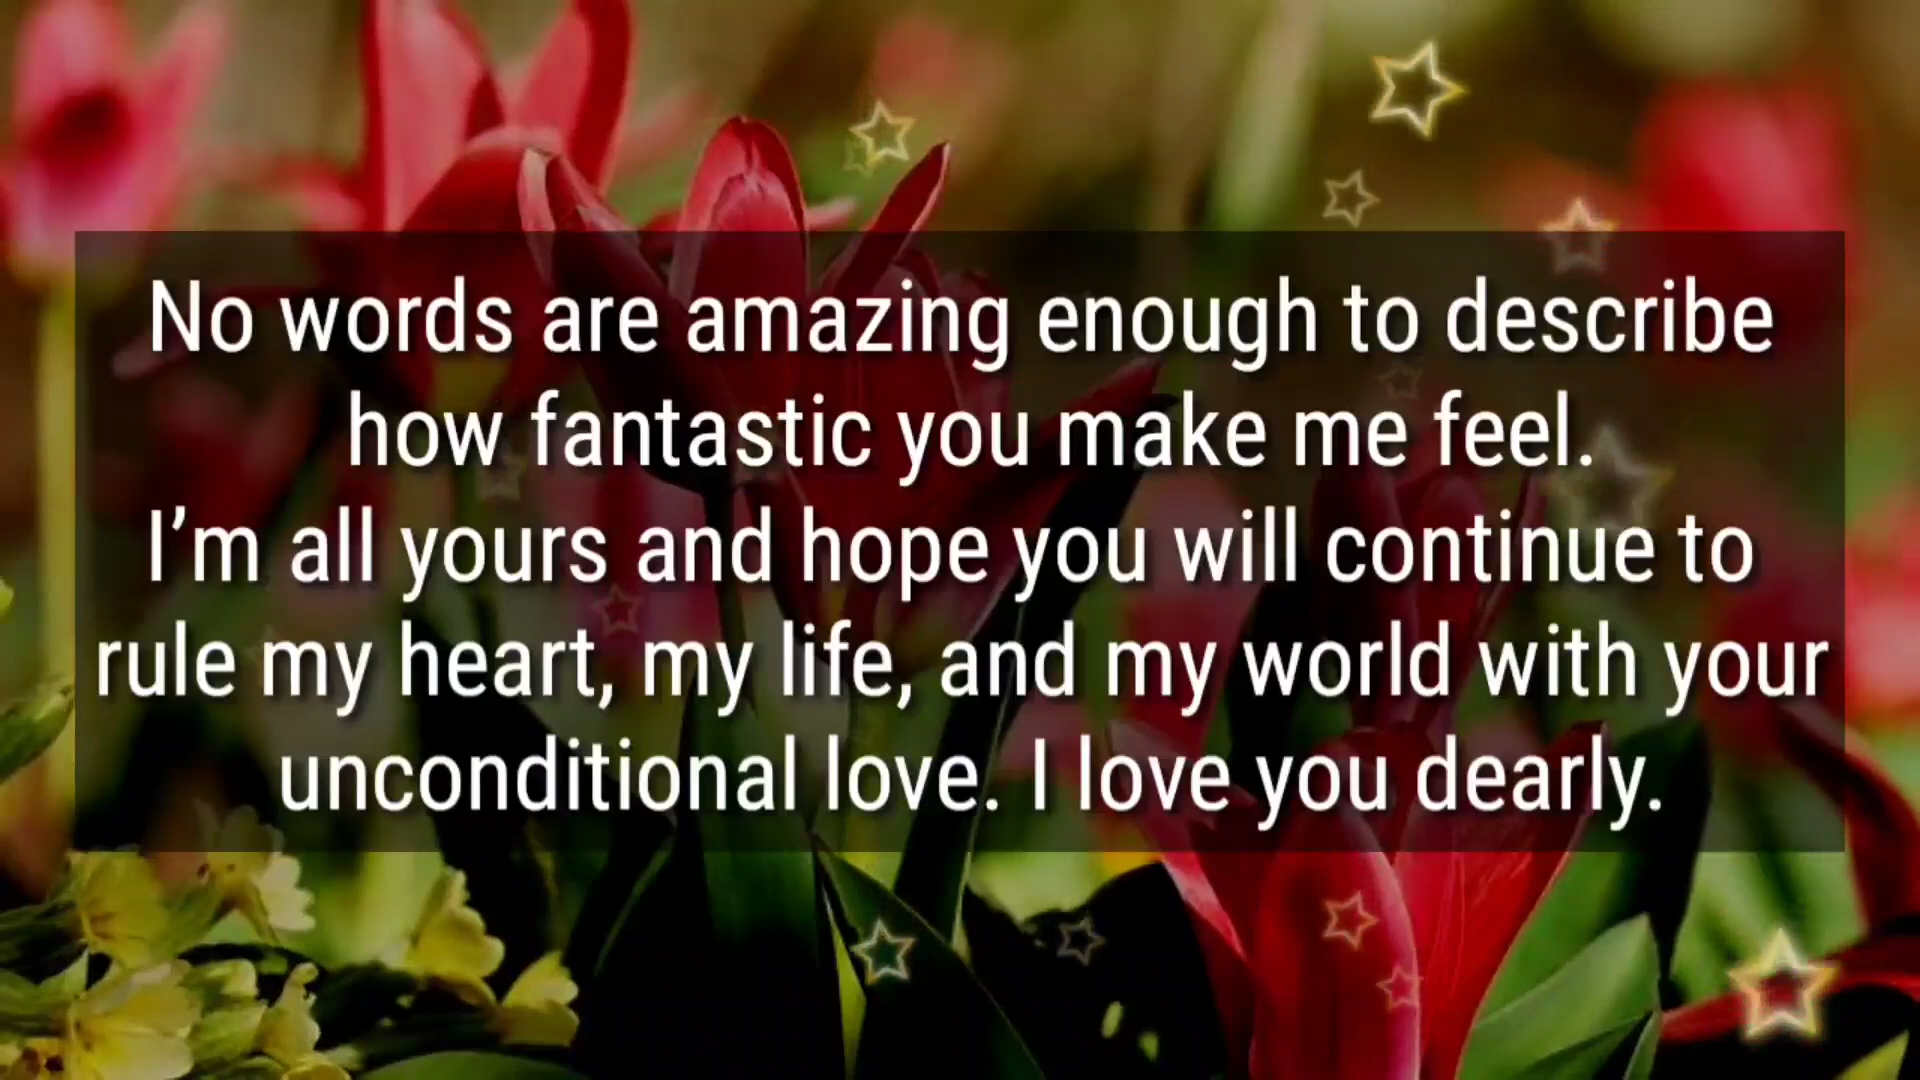 No words are amazing enough to describe
how fantastic you make me feel.
I’m all yours and hope you will continue to
rule my heart, my life, and my world with your
unconditional love. I love you dearly.